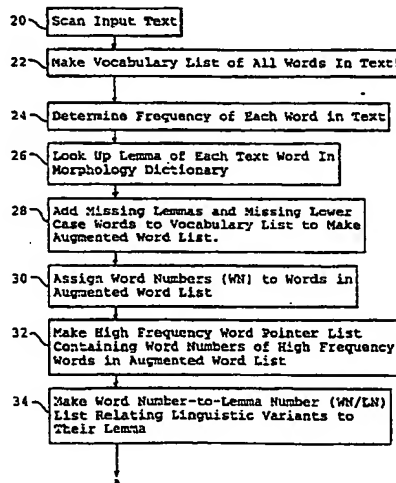 20 Scan Input Text
22 Make Vocabulary List of All Words In Text
24 Determine Frequency of Each Word in Text
26 Look Up Lemma of Each Text Word In
Morphology Dictionary
28 Add Missing Lemmas and Missing Lower
Case Words to Vocabulary List to Make
Augmented Word List.
30 Assign Word Numbers (WN) to Words in
Augmented Word List
32 Make High Frequency Word Pointer List
Containing Word Numbers of High Frequency
Words in Augmented Word List
34 Make Word Number-to-Lemma Number (WN/LN)
List Relating Linguistic Variants to
Their Lemma